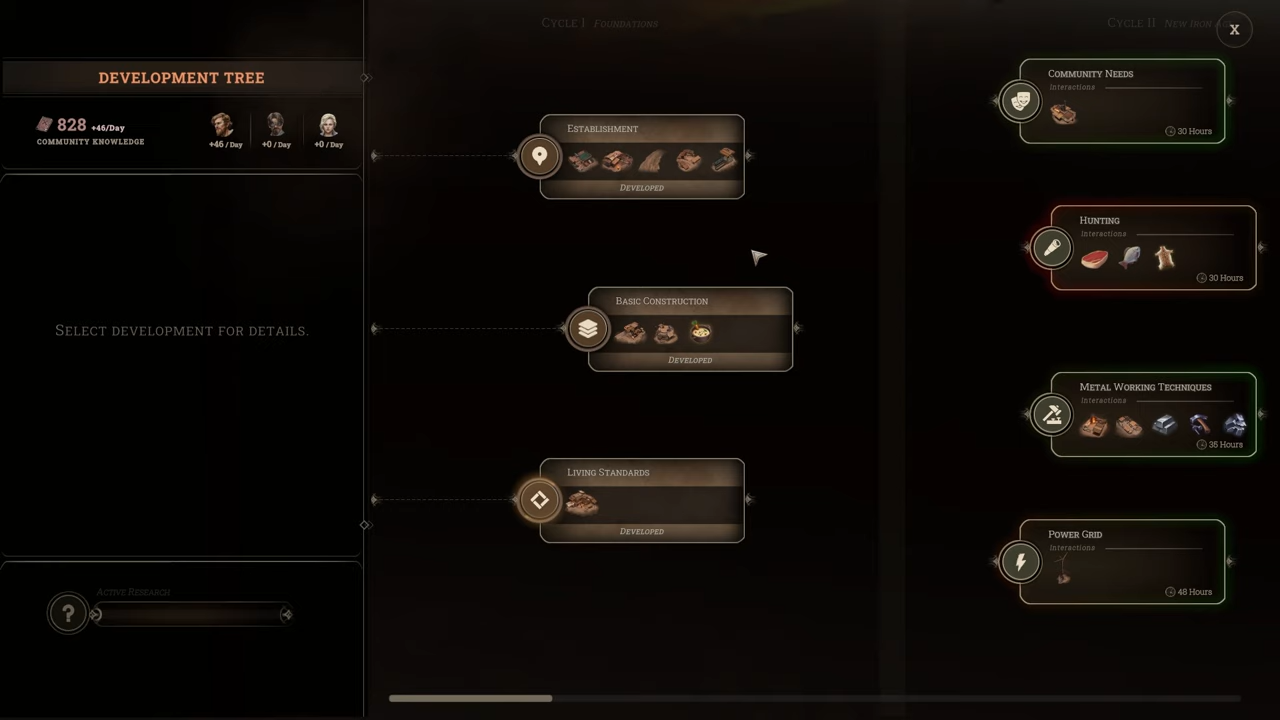 CYCLE I FOUNDATIONS
CYCLE II NEW IRON AGE
X
DEVELOPMENT TREE
828 +46/Day
COMMUNITY KNOWLEDGE
+46 / Day
+0 / Day
+0 / Day
SELECT DEVELOPMENT FOR DETAILS.
?
ACTIVE RESEARCH
ESTABLISHMENT
DEVELOPED
BASIC CONSTRUCTION
DEVELOPED
LIVING STANDARDS
DEVELOPED
COMMUNITY NEEDS
Interactions
30 Hours
HUNTING
Interactions
30 Hours
METAL WORKING TECHNIQUES
Interactions
35 Hours
POWER GRID
Interactions
48 Hours